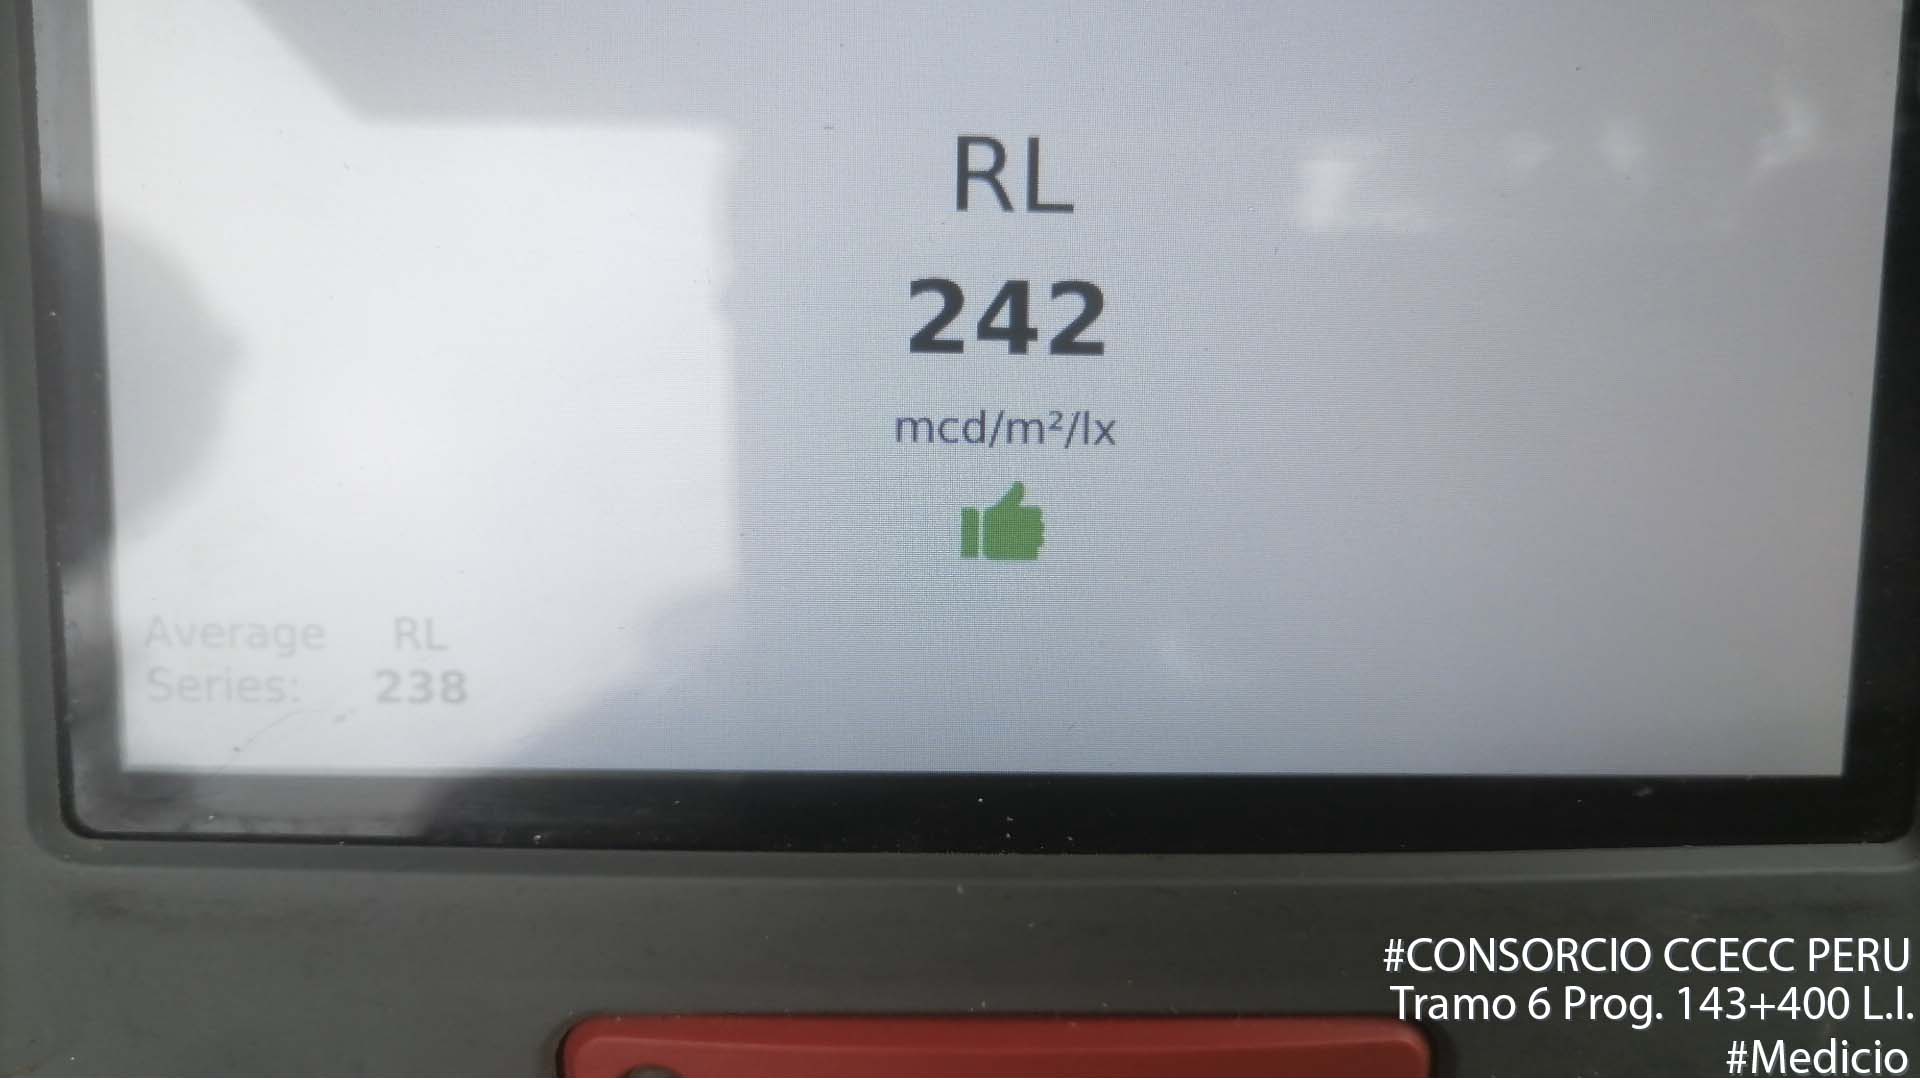 RL
242
mcd/m²/lx
Average RL
Series: 238
#CONSORCIO CCECC PERU
Tramo 6 Prog. 143+400 L.I.
#Medicio